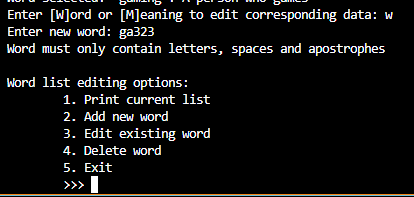 Word selected: gaming : A person who games
Enter [W]ord or [M]eaning to edit corresponding data: w
Enter new word: ga323
Word must only contain letters, spaces and apostrophes
Word list editing options:
1. Print current list
2. Add new word
3. Edit existing word
4. Delete word
5. Exit
>>>